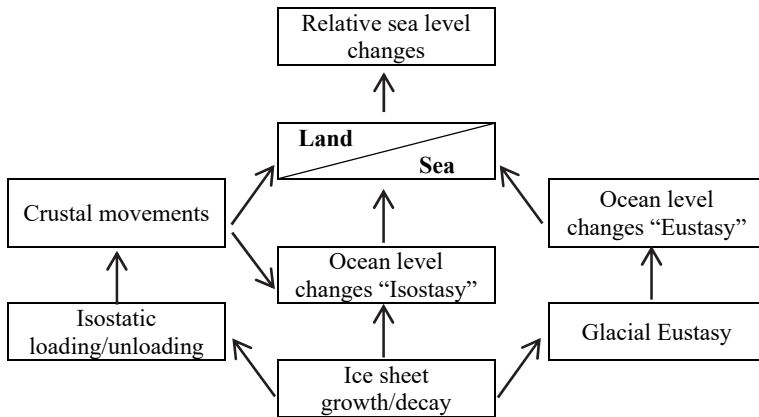 Relative sea level
changes
Land
Sea
Crustal movements
Ocean level
changes “Eustasy”
Ocean level
changes “Isostasy”
Isostatic
loading/unloading
Glacial Eustasy
Ice sheet
growth/decay